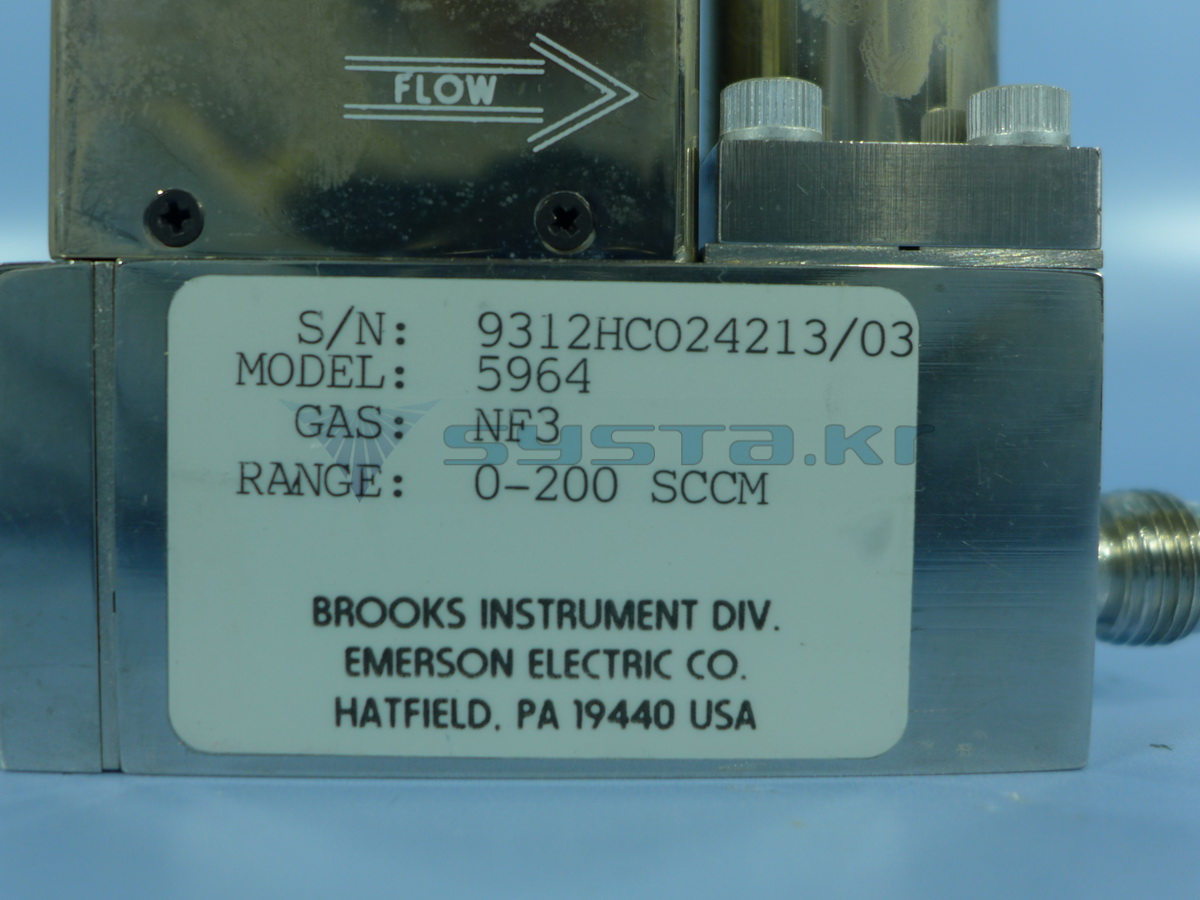 FLOW
S/N: 9312HC024213/03
MODEL: 5964
GAS: NF3
systa.kr
RANGE: 0-200 SCCM
BROOKS INSTRUMENT DIV.
EMERSON ELECTRIC CO.
HATFIELD, PA 19440 USA